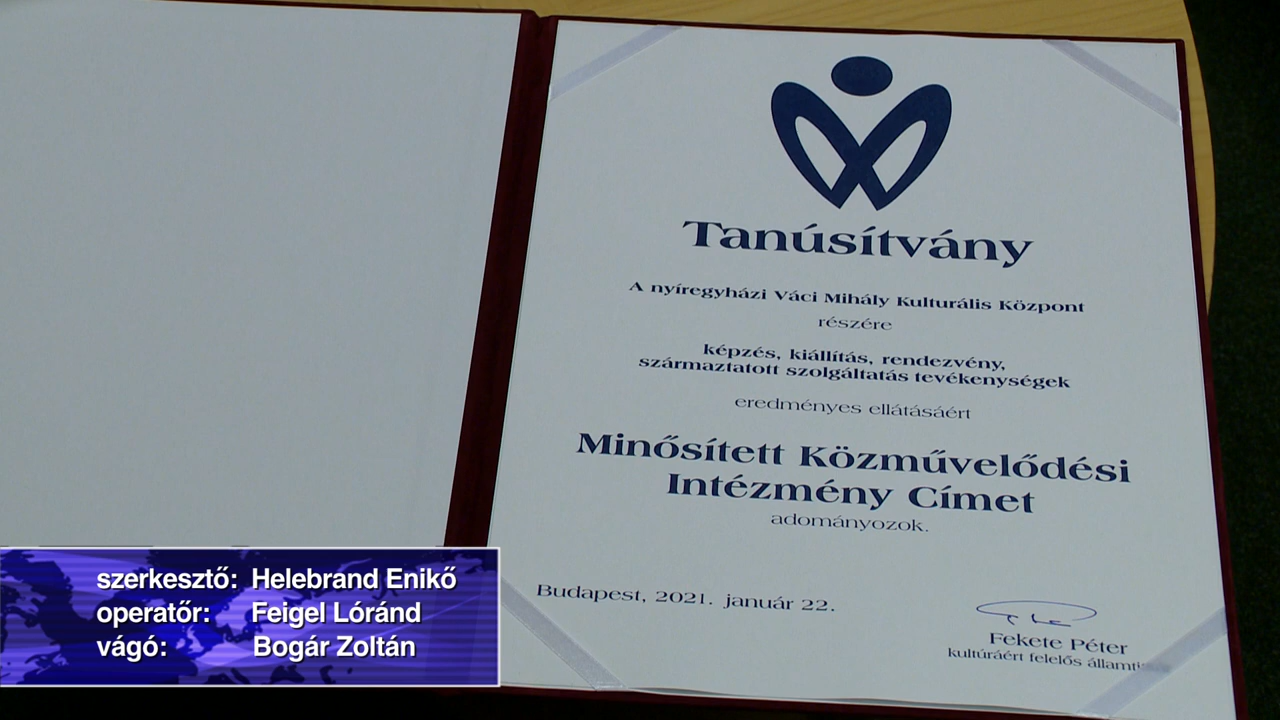 Tanúsítvány
A nyíregyházi Váci Mihály Kulturális Központ
részére
képzés, kiállítás, rendezvény,
származtatott szolgáltatás tevékenységek
eredményes ellátásáért
Minősített Közművelődési
Intézmény Címet
adományozok.
Budapest, 2021. január 22.
Fekete Péter
kultúráért felelős
szerkesztő: Helebrand Enikő
operatőr: Feigel Lóránd
vágó: Bogár Zoltán